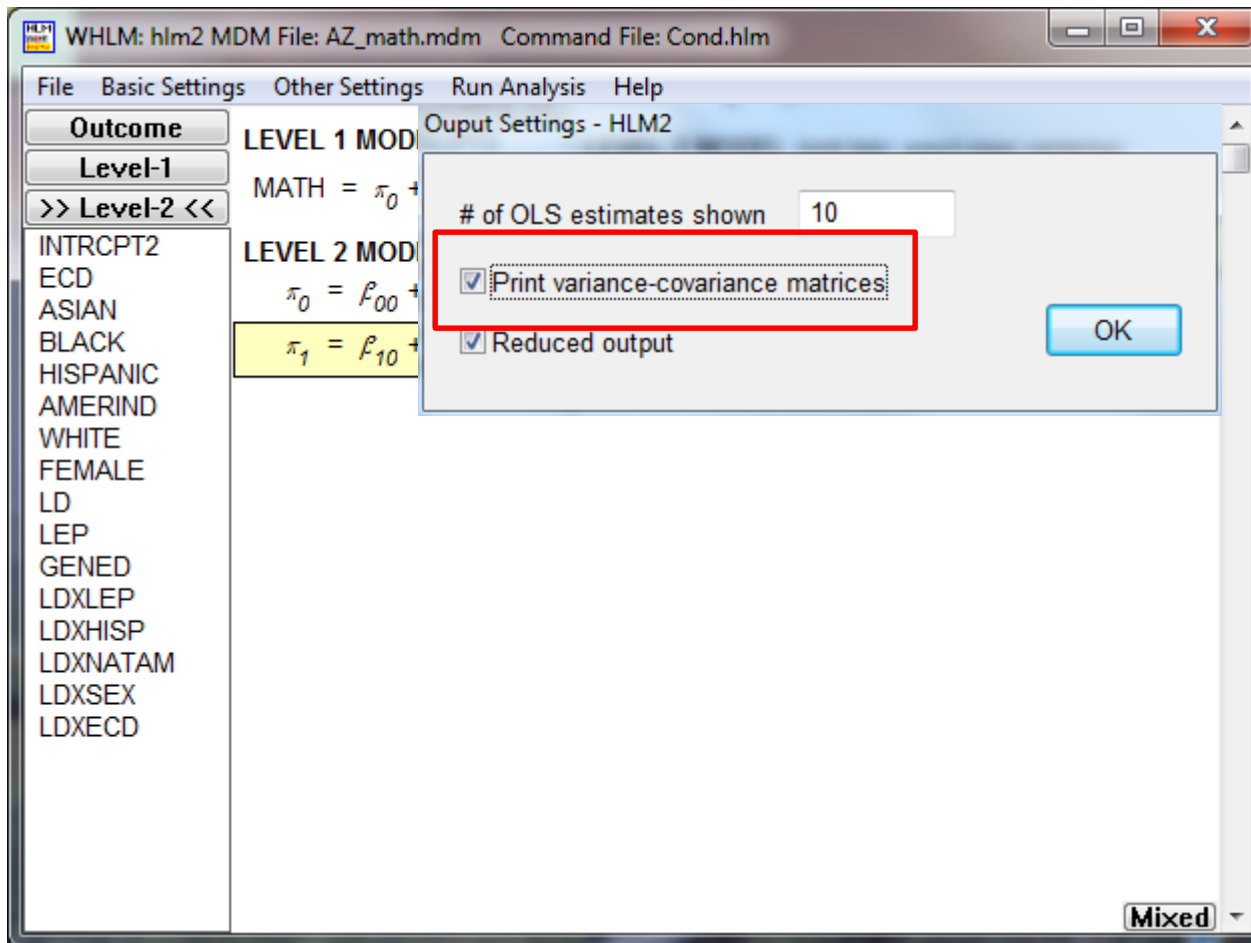 WHLM: hlm2 MDM File: AZ_math.mdm Command File: Cond.hlm
File Basic Settings Other Settings Run Analysis Help
Outcome
Level-1
>> Level-2 <<
INTRCPT2
ECD
ASIAN
BLACK
HISPANIC
AMERIND
WHITE
FEMALE
LD
LEP
GENED
LDXLEP
LDXHISP
LDXNATAM
LDXSEX
LDXECD
LEVEL 1 MOD
MATH = π0 +
LEVEL 2 MOD
π0 = β00 +
π1 = β10 +
Ouput Settings - HLM2
# of OLS estimates shown 10
Print variance-covariance matrices
Reduced output
OK
Mixed